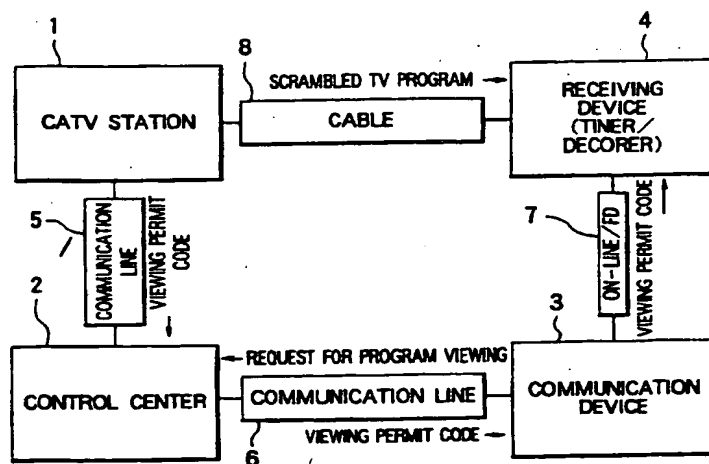 1
CATV STATION
8
SCRAMBLED TV PROGRAM →
CABLE
4
RECEIVING
DEVICE
(TINER/
DECORER)
5
COMMUNICATION
LINE
VIEWING PERMIT
CODE
↓
7
ON-LINE/FD
VIEWING PERMIT CODE
↑
2
CONTROL CENTER
← REQUEST FOR PROGRAM VIEWING
COMMUNICATION LINE
6
VIEWING PERMIT CODE →
3
COMMUNICATION
DEVICE